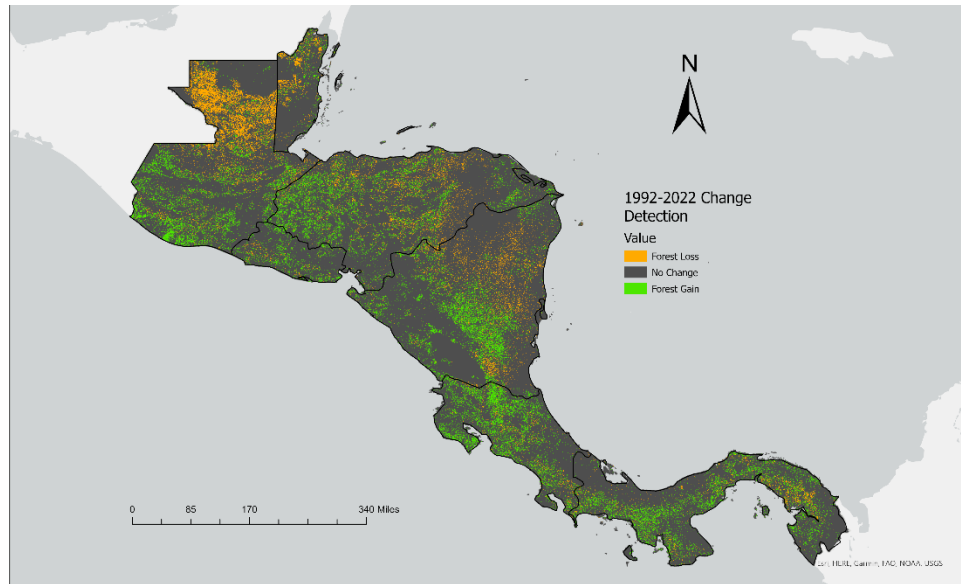 N
1992-2022 Change
Detection
Value
Forest Loss
No Change
Forest Gain
0 85 170 340 Miles
Esri, HERE, Garmin, FAO, NOAA, USGS